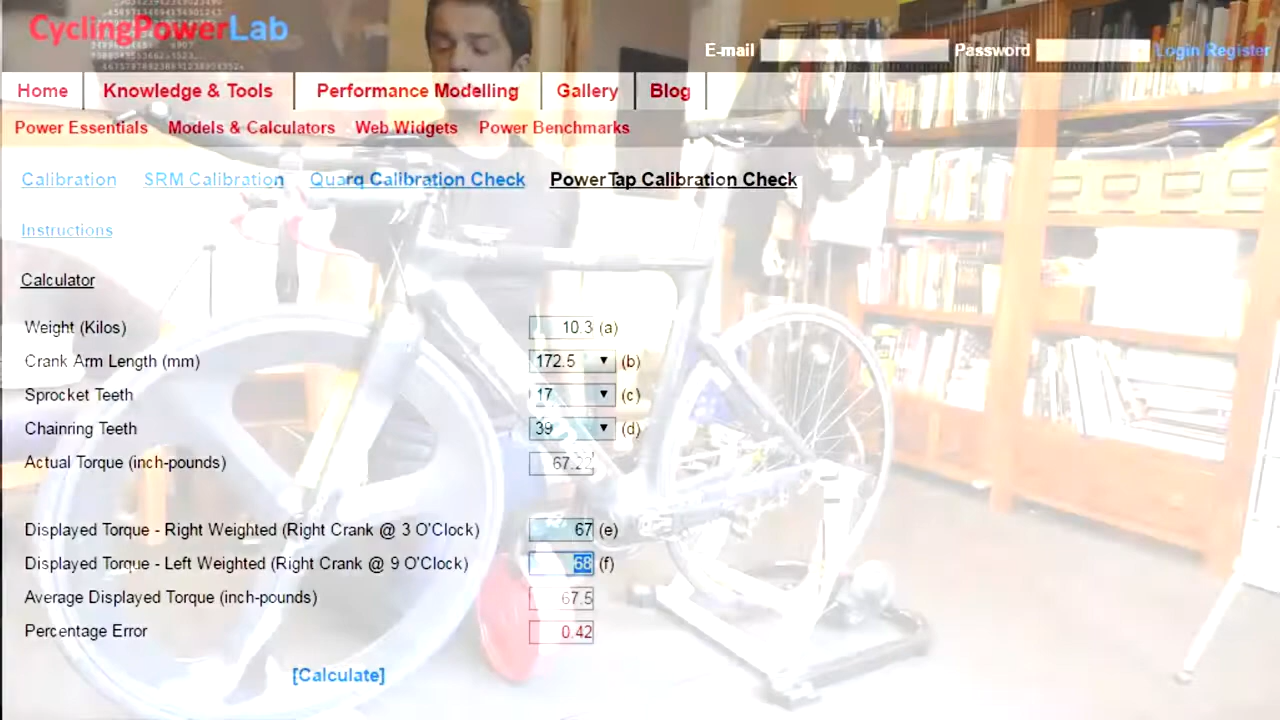 CyclingPowerLab
E-mail Password Login Register
Home Knowledge & Tools Performance Modelling Gallery Blog
Power Essentials Models & Calculators Web Widgets Power Benchmarks
Calibration SRM Calibration Quarq Calibration Check PowerTap Calibration Check
Instructions
Calculator
Weight (Kilos) 10.3 (a)
Crank Arm Length (mm) 172.5 ▼ (b)
Sprocket Teeth 17 ▼ (c)
Chainring Teeth 39 ▼ (d)
Actual Torque (inch-pounds) 67.22
Displayed Torque - Right Weighted (Right Crank @ 3 O'Clock) 67 (e)
Displayed Torque - Left Weighted (Right Crank @ 9 O'Clock) 68 (f)
Average Displayed Torque (inch-pounds) 67.5
Percentage Error 0.42
[Calculate]